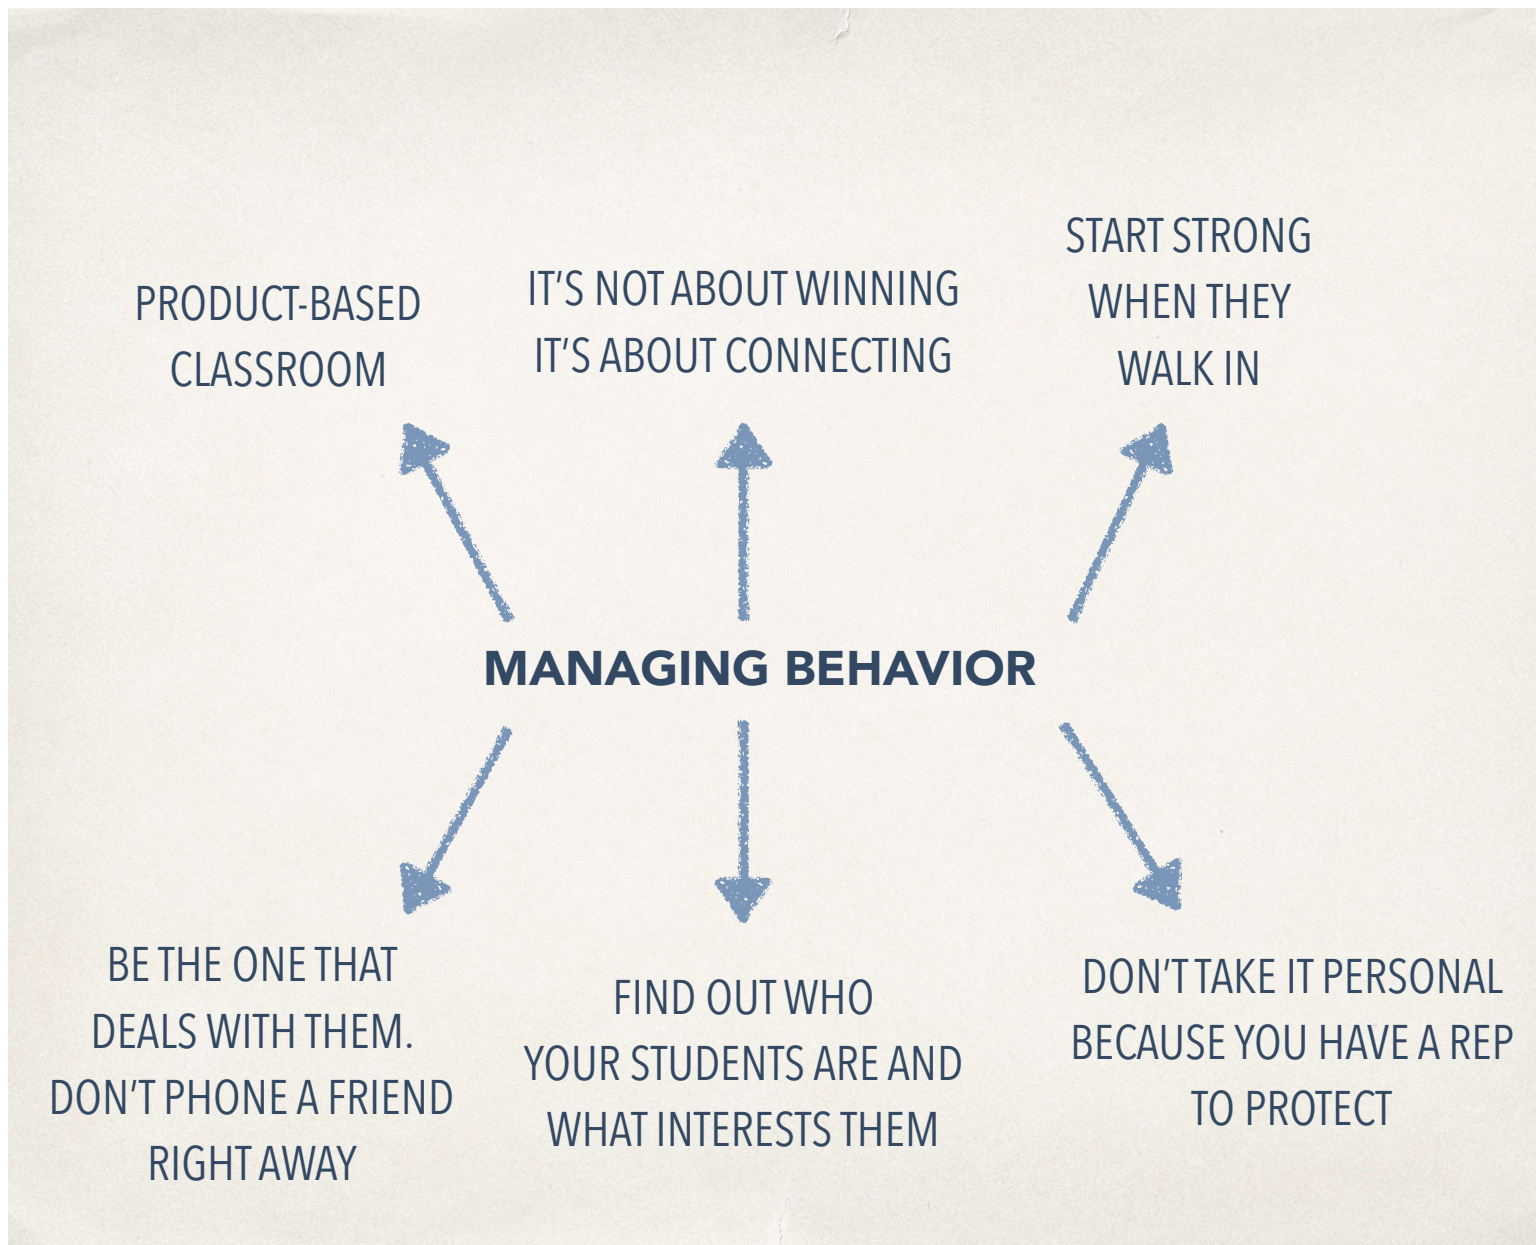 PRODUCT-BASED
CLASSROOM
IT'S NOT ABOUT WINNING
IT'S ABOUT CONNECTING
START STRONG
WHEN THEY
WALK IN
MANAGING BEHAVIOR
BE THE ONE THAT
DEALS WITH THEM.
DON'T PHONE A FRIEND
RIGHT AWAY
FIND OUT WHO
YOUR STUDENTS ARE AND
WHAT INTERESTS THEM
DON'T TAKE IT PERSONAL
BECAUSE YOU HAVE A REP
TO PROTECT